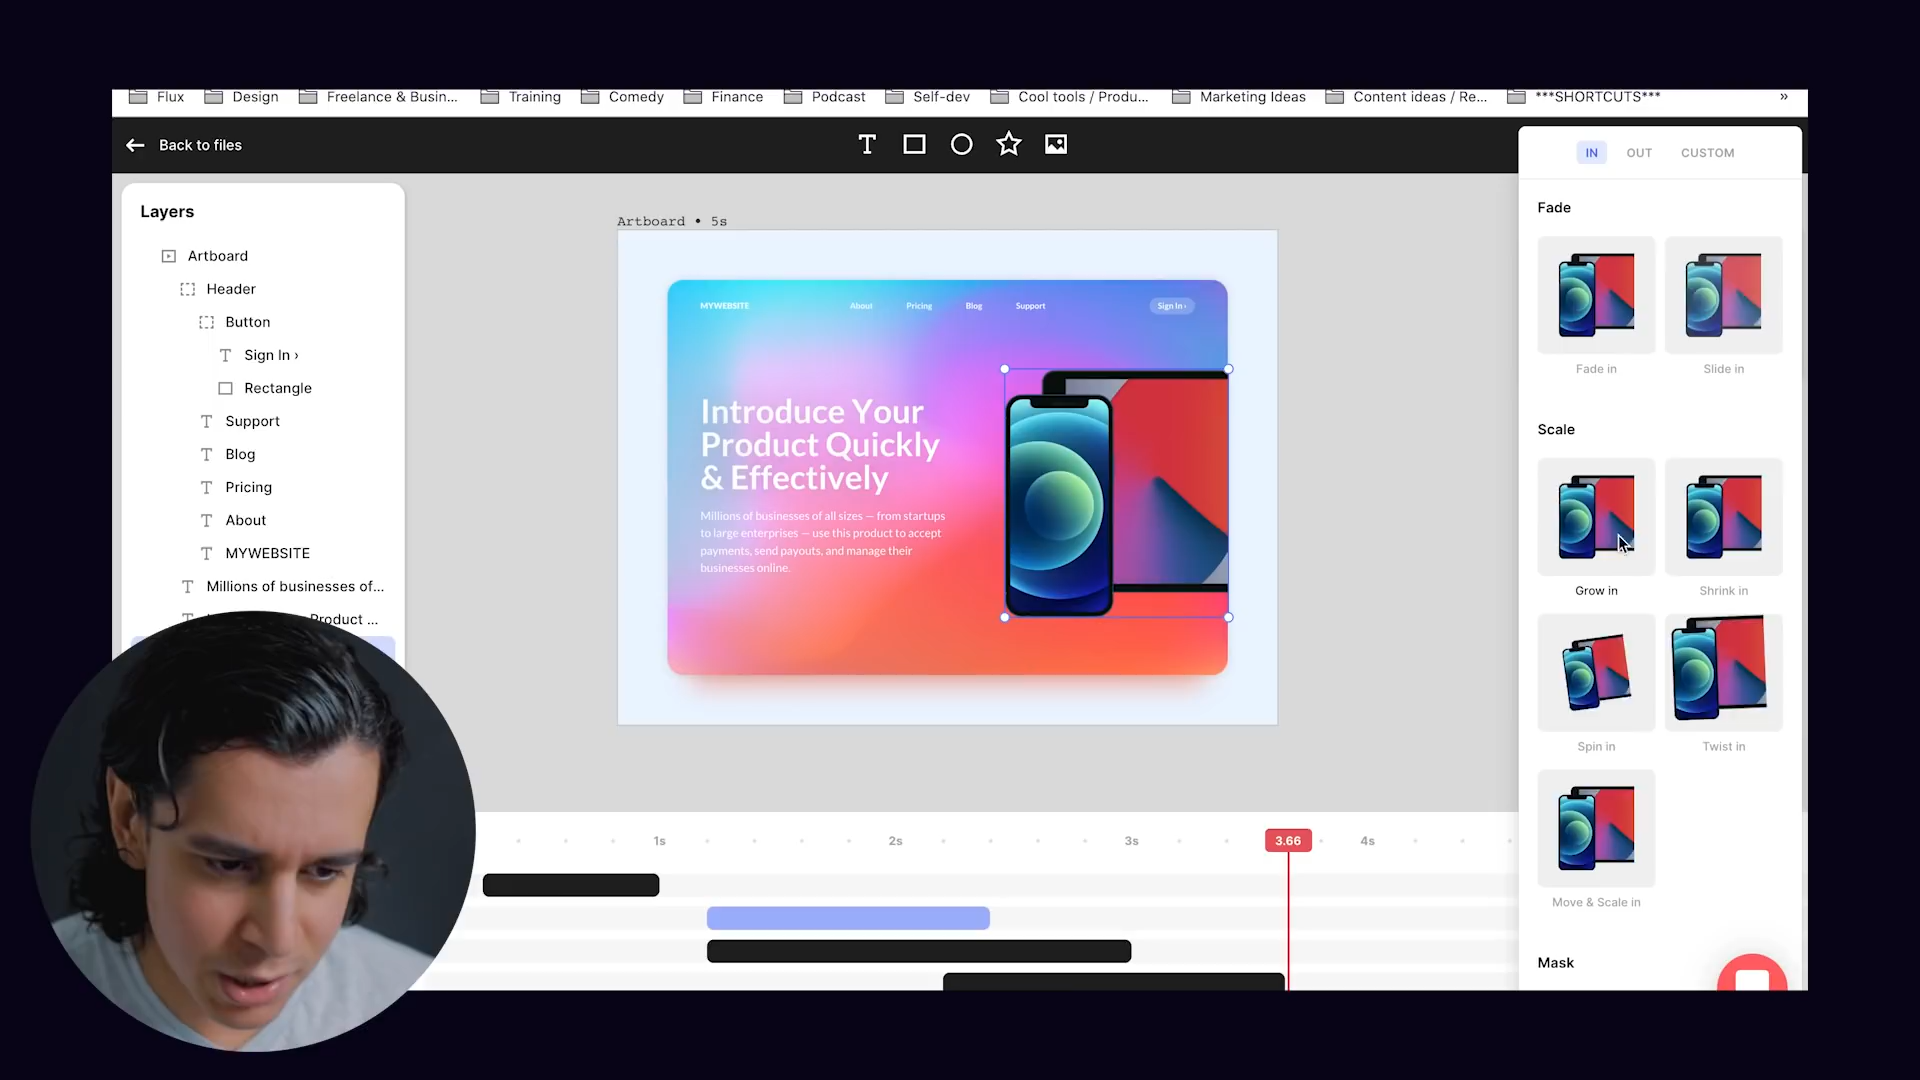 Flux Design Freelance & Busin... Training Comedy Finance Podcast Self-dev Cool tools / Produ... Marketing Ideas Content ideas / Re... ***SHORTCUTS*** »
Back to files
T
IN OUT CUSTOM
Layers
Artboard
Header
Button
Sign In ›
Rectangle
Support
Blog
Pricing
About
MYWEBSITE
Millions of businesses of...
Product ...
Artboard • 5s
MYWEBSITE About Pricing Blog Support Sign In ›
Introduce Your
Product Quickly
& Effectively
Millions of businesses of all sizes — from startups
to large enterprises — use this product to accept
payments, send payouts, and manage their
businesses online.
Fade
Fade in Slide in
Scale
Grow in Shrink in
Spin in Twist in
Move & Scale in
Mask
1s 2s 3s 3.66 4s